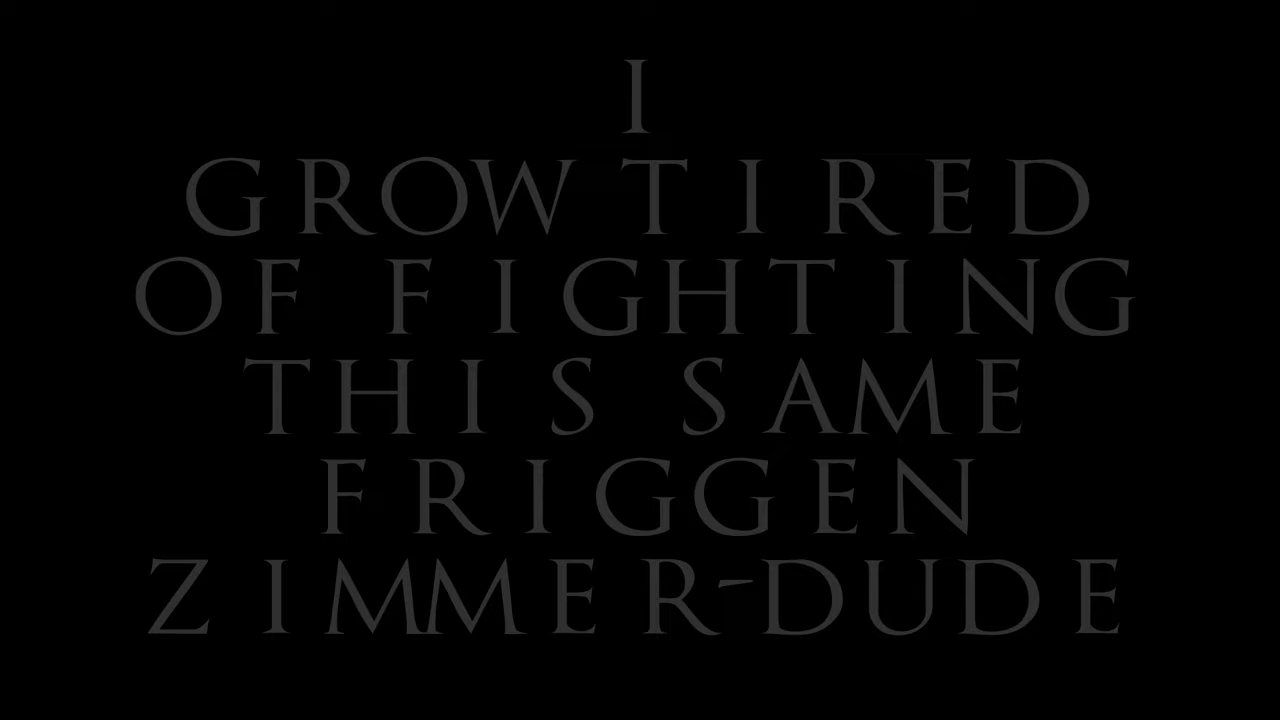 I
GROW TIRED
OF FIGHTING
THIS SAME
FRIGGEN
ZIMMER-DUDE